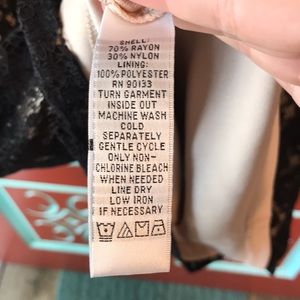 SHELL:
70% RAYON
30% NYLON
LINING:
100% POLYESTER
RN 90133
TURN GARMENT
INSIDE OUT
MACHINE WASH
COLD
SEPARATELY
GENTLE CYCLE
ONLY NON-
CHLORINE BLEACH
WHEN NEEDED
LINE DRY
LOW IRON
IF NECESSARY